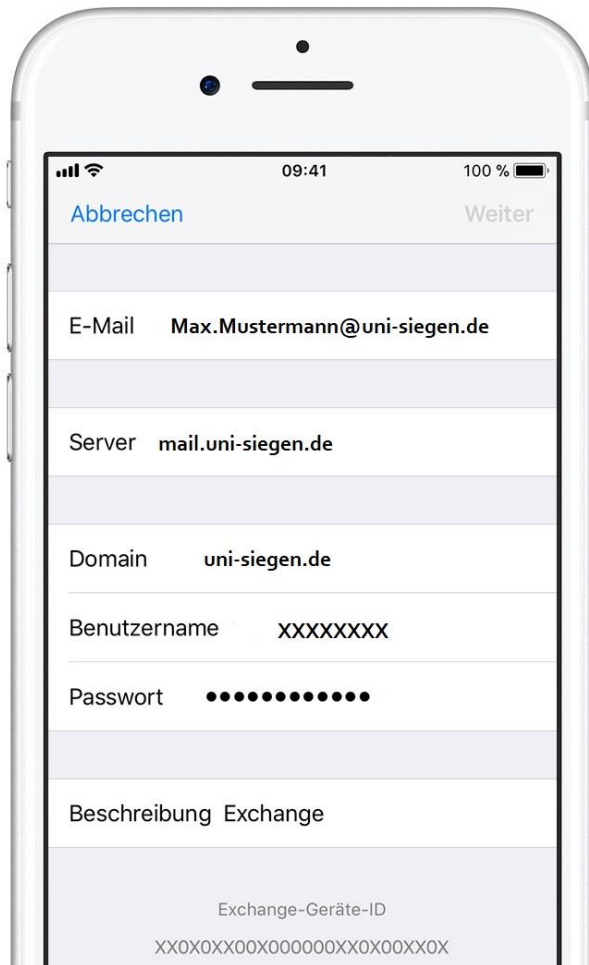 09:41 100 %
Abbrechen Weiter
E-Mail Max.Mustermann@uni-siegen.de
Server mail.uni-siegen.de
Domain uni-siegen.de
Benutzername XXXXXXXX
Passwort ••••••••••••
Beschreibung Exchange
Exchange-Geräte-ID
XX0X0XX00X000000XX0X00XX0X